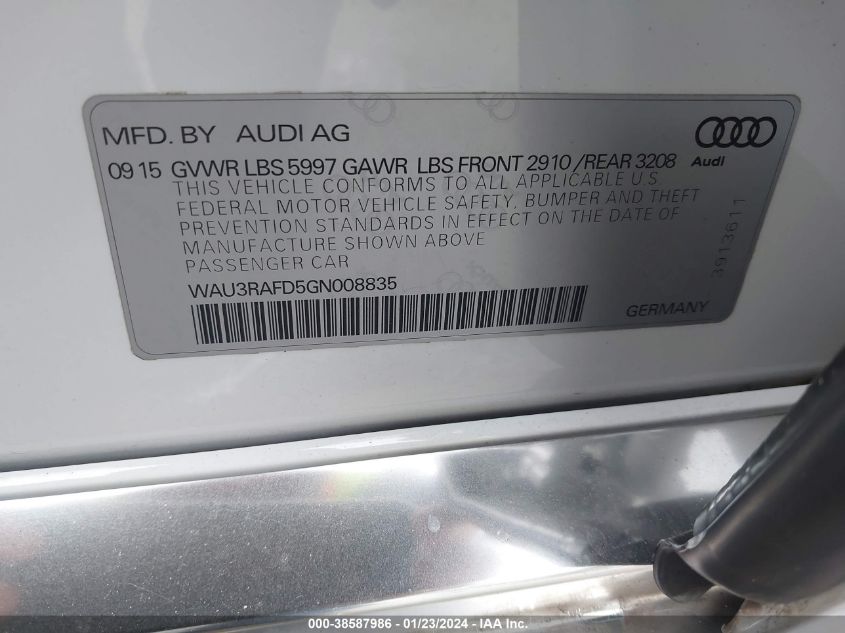 MFD. BY AUDI AG
Audi
09 15 GVWR LBS 5997 GAWR LBS FRONT 2910 /REAR 3208
THIS VEHICLE CONFORMS TO ALL APPLICABLE U.S.
FEDERAL MOTOR VEHICLE SAFETY, BUMPER AND THEFT
PREVENTION STANDARDS IN EFFECT ON THE DATE OF
MANUFACTURE SHOWN ABOVE
PASSENGER CAR
3913611
WAU3RAFD5GN008835
GERMANY
000-38587986 - 01/23/2024 - IAA Inc.